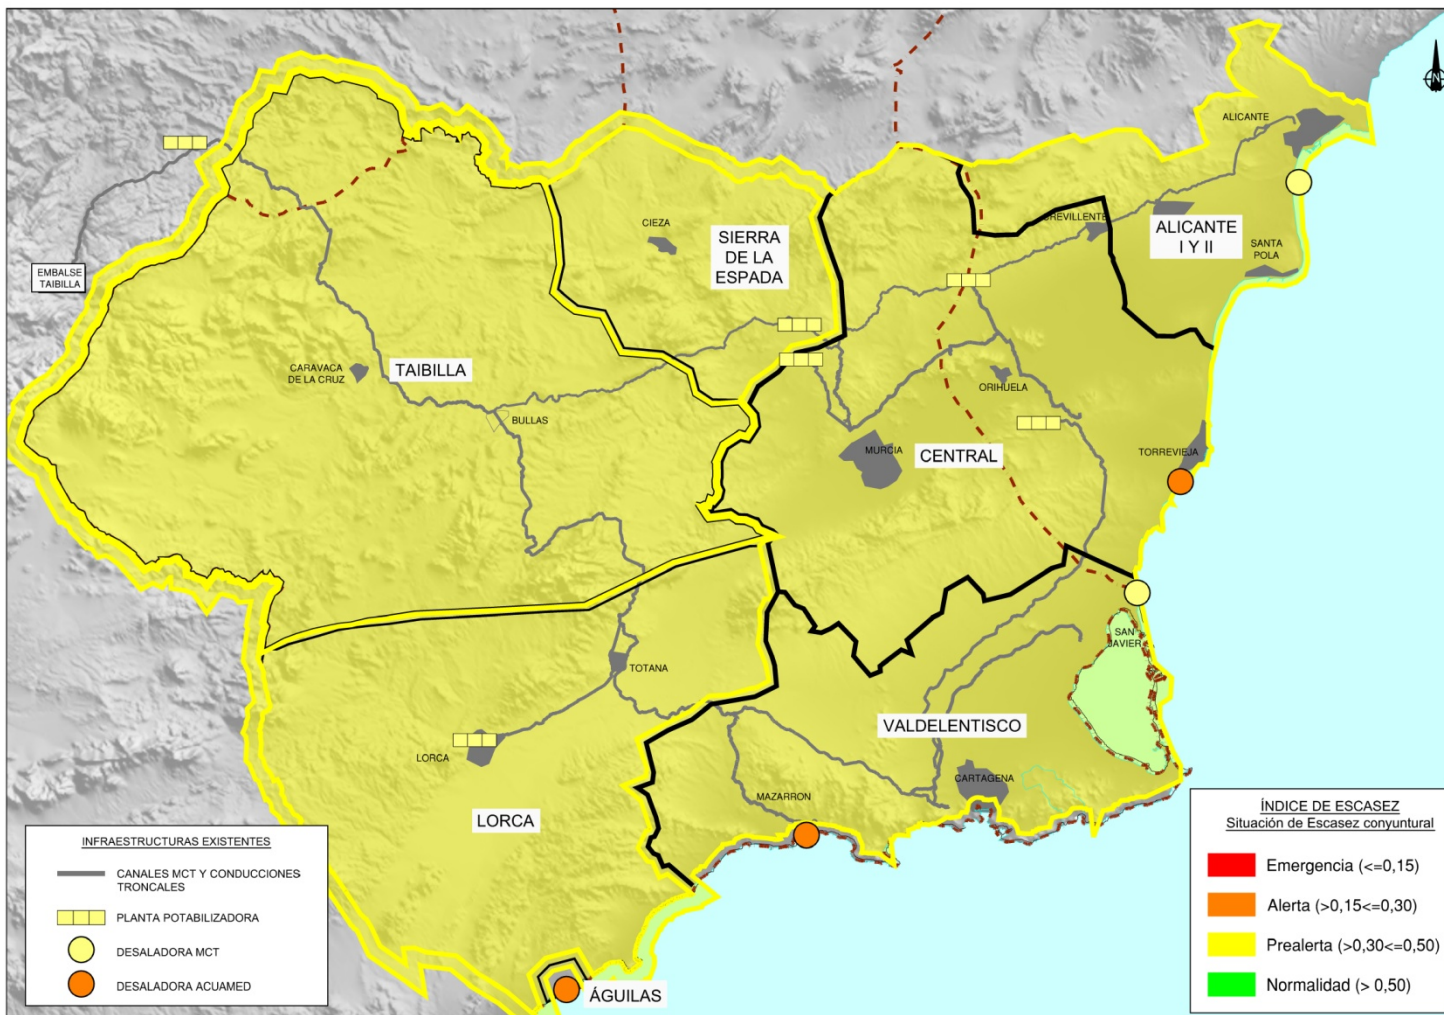 ALICANTE
N
CIEZA
SIERRA
DE LA
ESPADA
CREVILLENTE
ALICANTE
I Y II
SANTA
POLA
EMBALSE
TAIBILLA
CARAVACA
DE LA CRUZ
TAIBILLA
ORIHUELA
BULLAS
MURCIA
CENTRAL
TORREVIEJA
SAN
JAVIER
TOTANA
VALDELENTISCO
LORCA
CARTAGENA
MAZARRON
LORCA
ÁGUILAS
INFRAESTRUCTURAS EXISTENTES
CANALES MCT Y CONDUCCIONES
TRONCALES
PLANTA POTABILIZADORA
DESALADORA MCT
DESALADORA ACUAMED
ÍNDICE DE ESCASEZ
Situación de Escasez conyuntural
Emergencia (<=0,15)
Alerta (>0,15<=0,30)
Prealerta (>0,30<=0,50)
Normalidad (> 0,50)